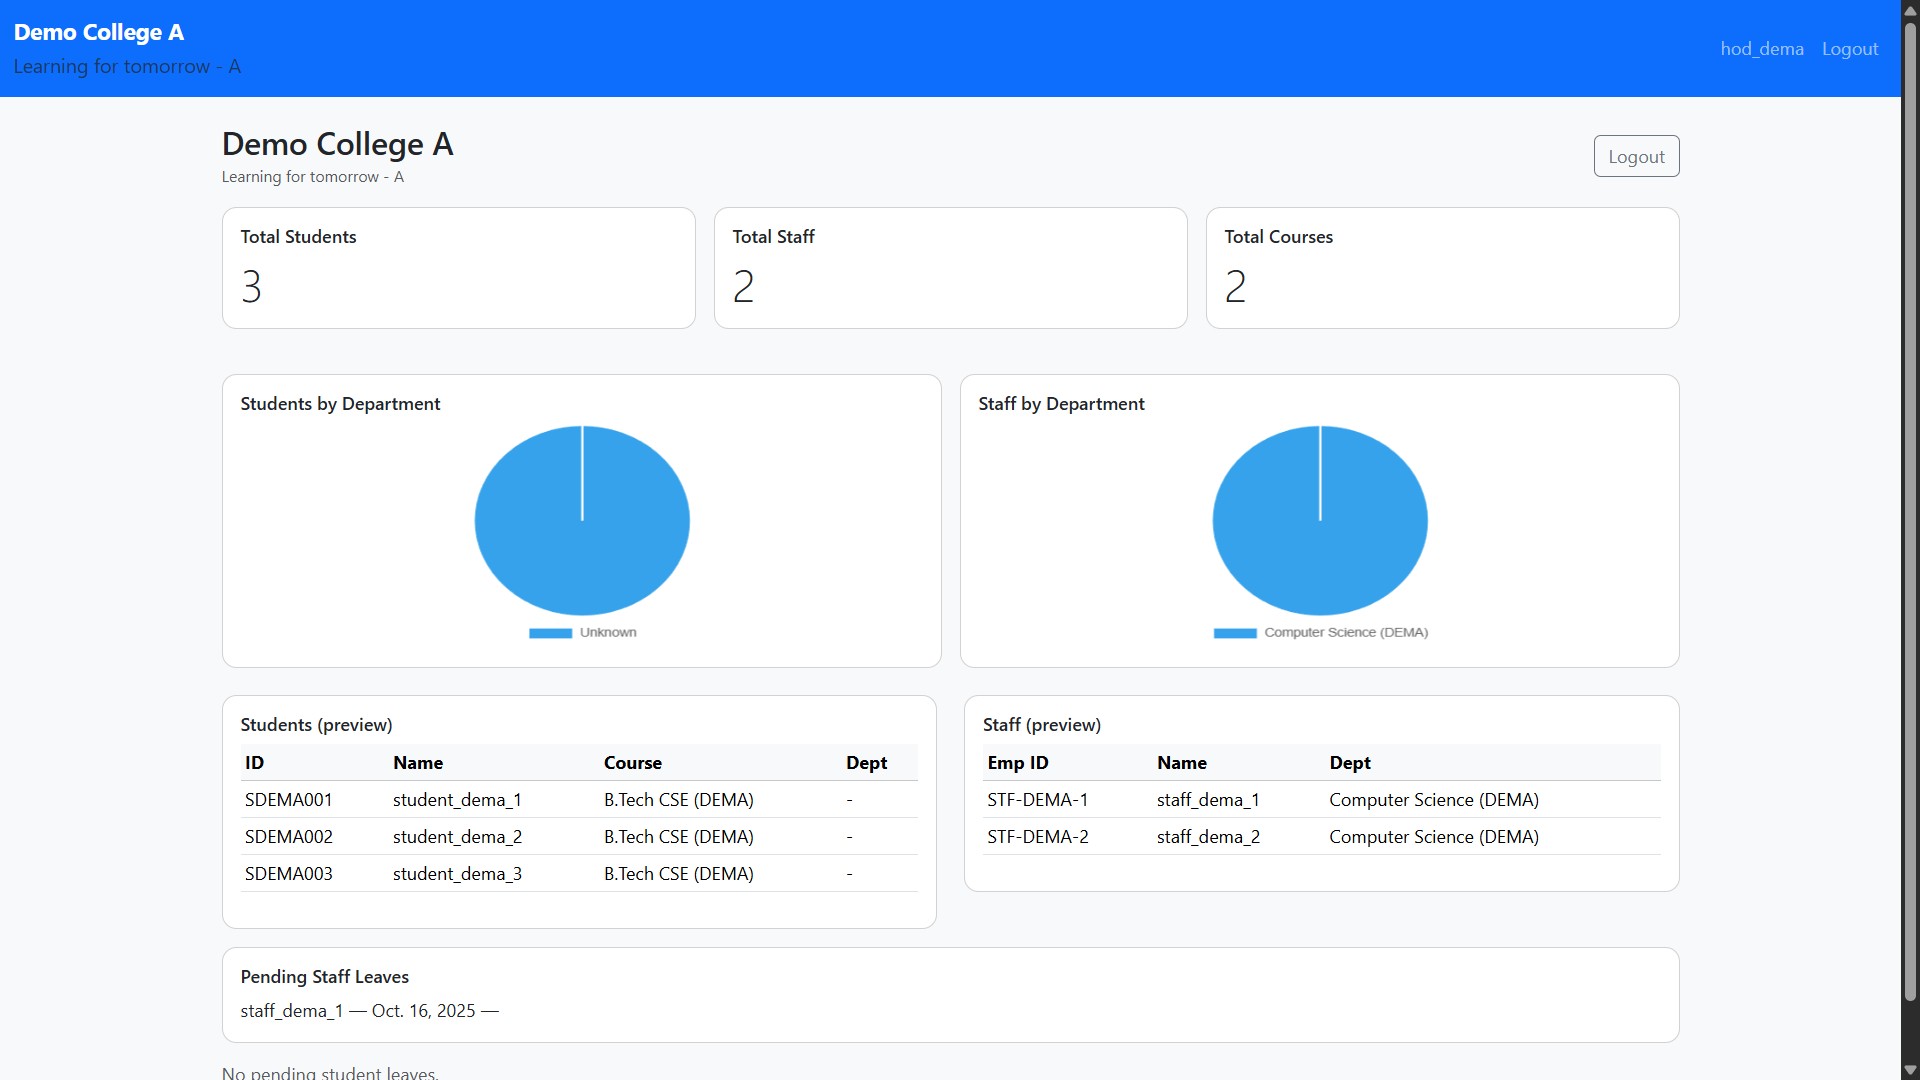 Demo College A
Learning for tomorrow - A
hod_dema Logout
Demo College A
Learning for tomorrow - A
Logout
Total Students
3
Total Staff
2
Total Courses
2
Students by Department
Unknown
Staff by Department
Computer Science (DEMA)
Students (preview)
ID Name Course Dept
SDEMA001 student_dema_1 B.Tech CSE (DEMA) -
SDEMA002 student_dema_2 B.Tech CSE (DEMA) -
SDEMA003 student_dema_3 B.Tech CSE (DEMA) -
Staff (preview)
Emp ID Name Dept
STF-DEMA-1 staff_dema_1 Computer Science (DEMA)
STF-DEMA-2 staff_dema_2 Computer Science (DEMA)
Pending Staff Leaves
staff_dema_1 — Oct. 16, 2025 —
No pending student leaves.